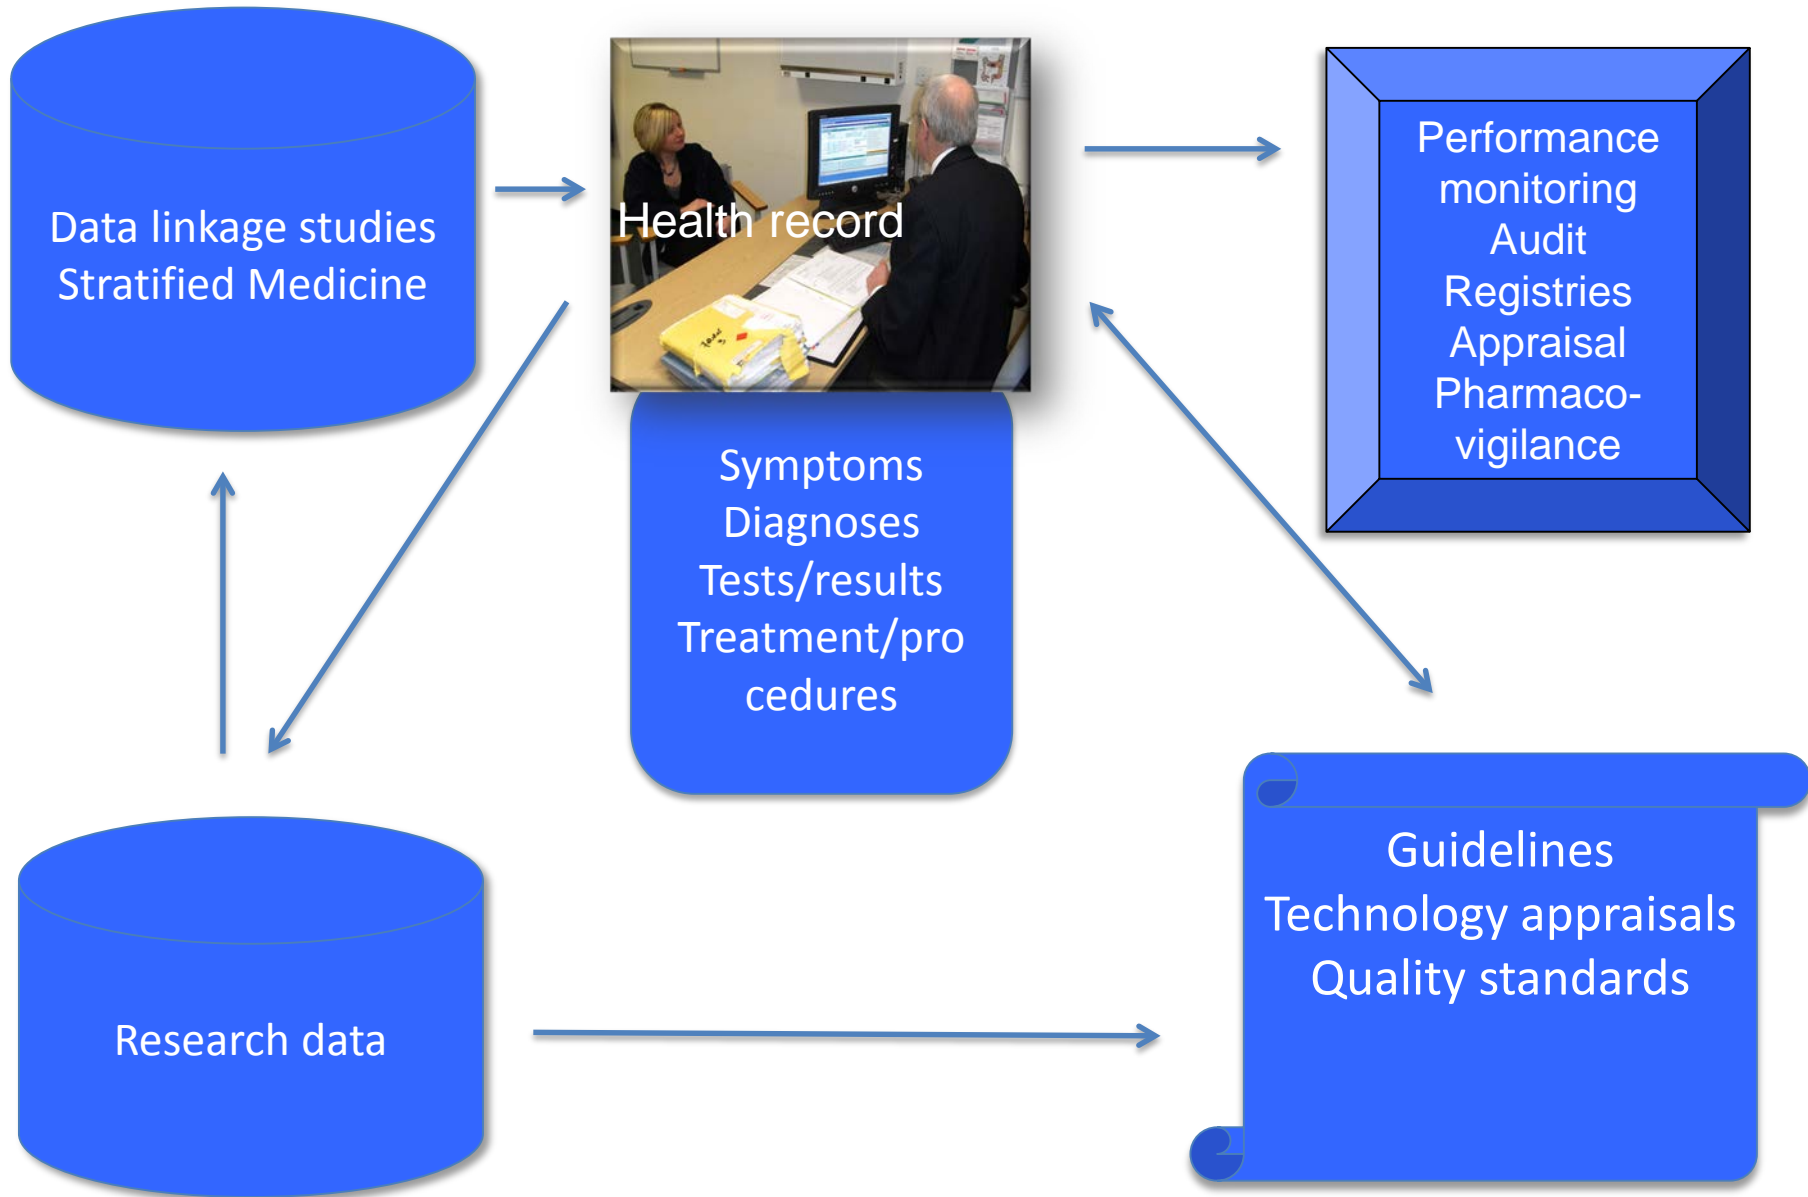 Data linkage studies
Stratified Medicine
Health record
Symptoms
Diagnoses
Tests/results
Treatment/pro
cedures
Performance
monitoring
Audit
Registries
Appraisal
Pharmaco-
vigilance
Research data
Guidelines
Technology appraisals
Quality standards